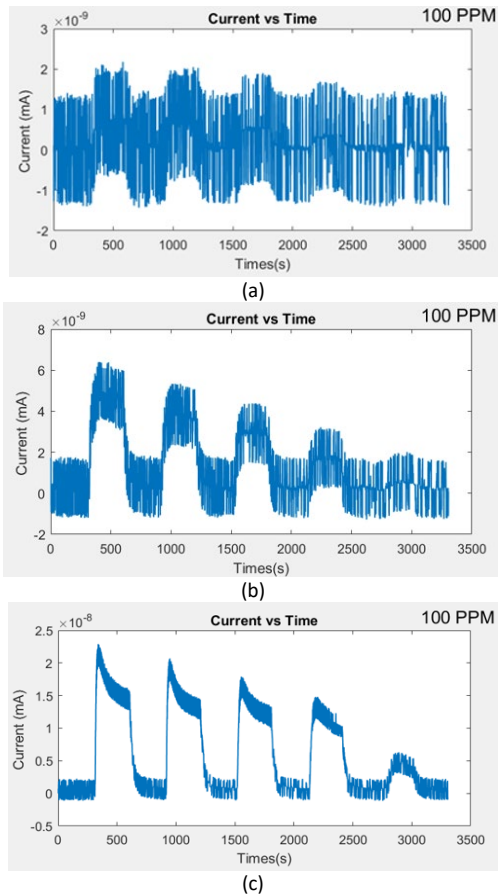 Current vs Time
100 PPM
×10⁻⁹
3
2
1
0
-1
-2
Current (mA)
0 500 1000 1500 2000 2500 3000 3500
Times(s)
(a)
Current vs Time
100 PPM
×10⁻⁹
8
6
4
2
0
-2
Current (mA)
0 500 1000 1500 2000 2500 3000 3500
Times(s)
(b)
Current vs Time
100 PPM
×10⁻⁸
2.5
2
1.5
1
0.5
0
-0.5
Current (mA)
0 500 1000 1500 2000 2500 3000 3500
Times(s)
(c)